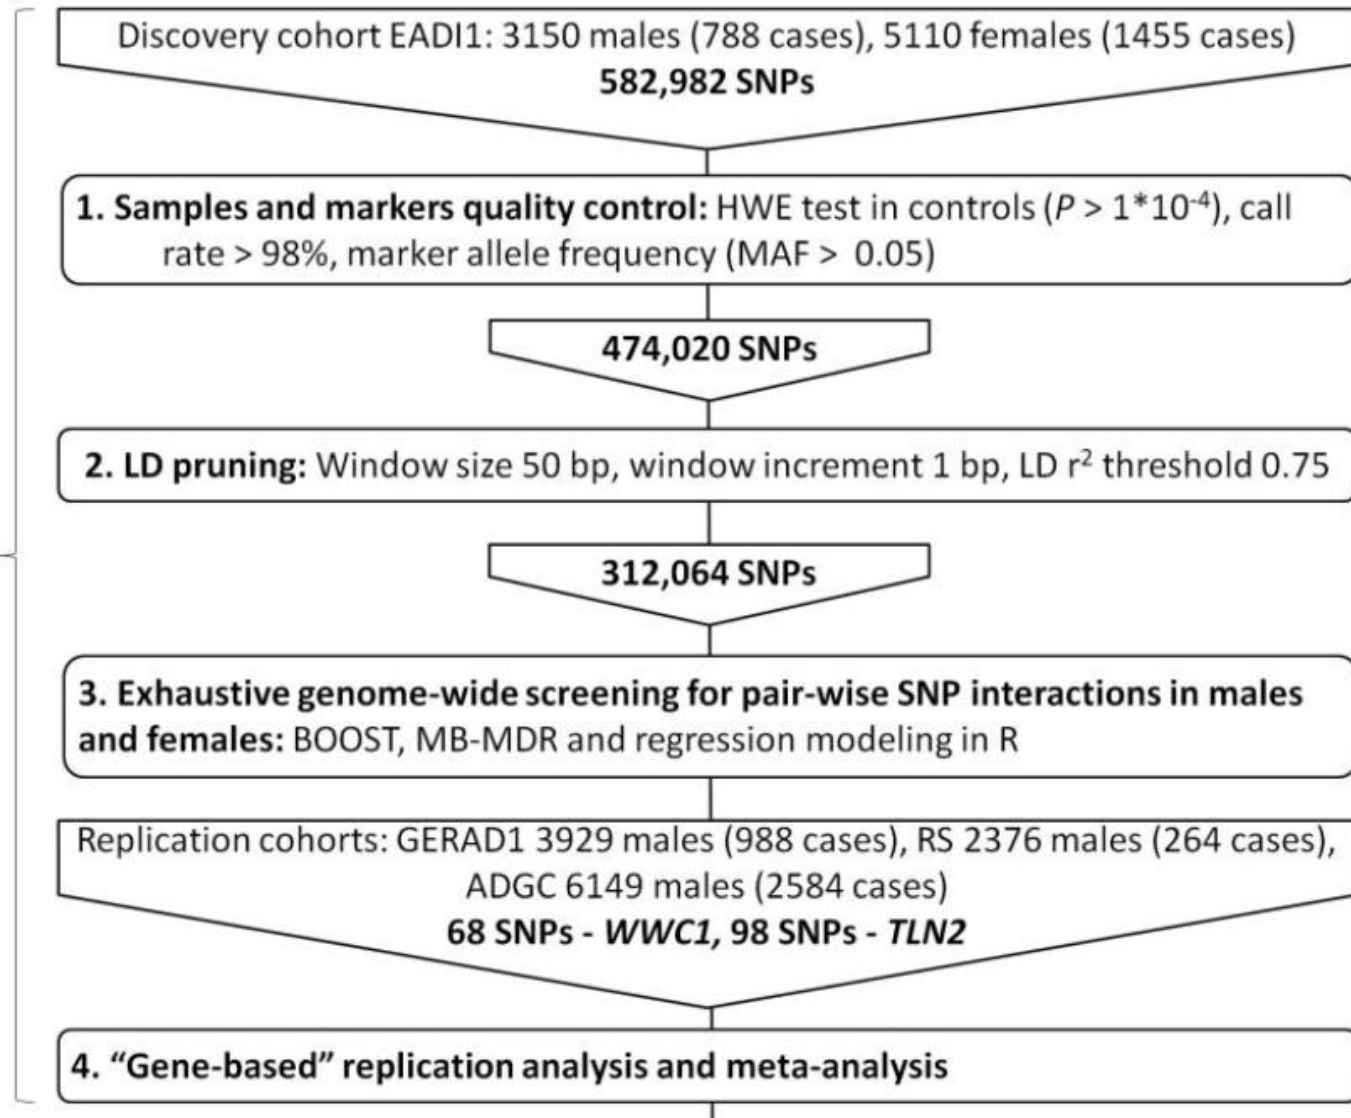 Discovery cohort EADI1: 3150 males (788 cases), 5110 females (1455 cases)
582,982 SNPs
1. Samples and markers quality control: HWE test in controls (P > 1*10⁻⁴), call
rate > 98%, marker allele frequency (MAF > 0.05)
474,020 SNPs
2. LD pruning: Window size 50 bp, window increment 1 bp, LD r² threshold 0.75
312,064 SNPs
3. Exhaustive genome-wide screening for pair-wise SNP interactions in males
and females: BOOST, MB-MDR and regression modeling in R
Replication cohorts: GERAD1 3929 males (988 cases), RS 2376 males (264 cases),
ADGC 6149 males (2584 cases)
68 SNPs - WWC1, 98 SNPs - TLN2
4. “Gene-based” replication analysis and meta-analysis